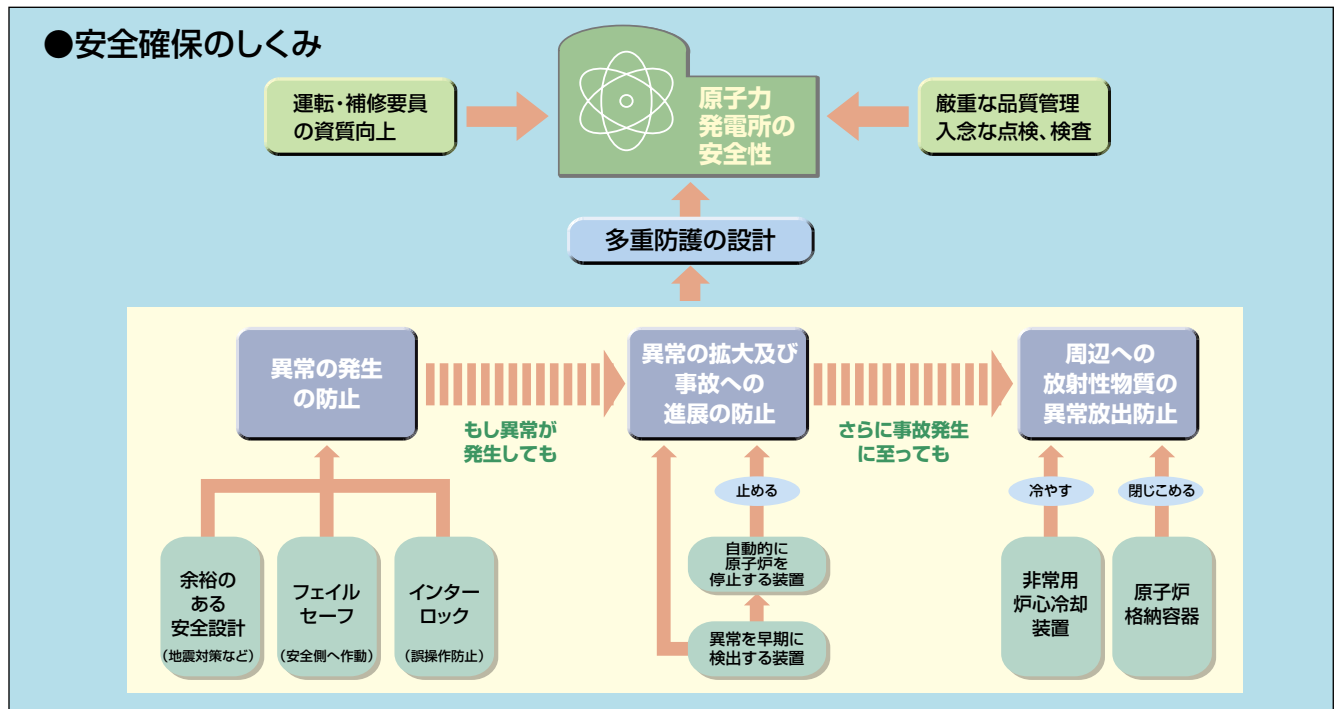 ●安全確保のしくみ
運転・補修要員
の資質向上
原子力
発電所の
安全性
厳重な品質管理
入念な点検、検査
多重防護の設計
異常の発生
の防止
もし異常が
発生しても
異常の拡大及び
事故への
進展の防止
さらに事故発生
に至っても
周辺への
放射性物質の
異常放出防止
余裕の
ある
安全設計
(地震対策など)
フェイル
セーフ
(安全側へ作動)
インター
ロック
(誤操作防止)
止める
自動的に
原子炉を
停止する装置
異常を早期に
検出する装置
冷やす
非常用
炉心冷却
装置
閉じこめる
原子炉
格納容器